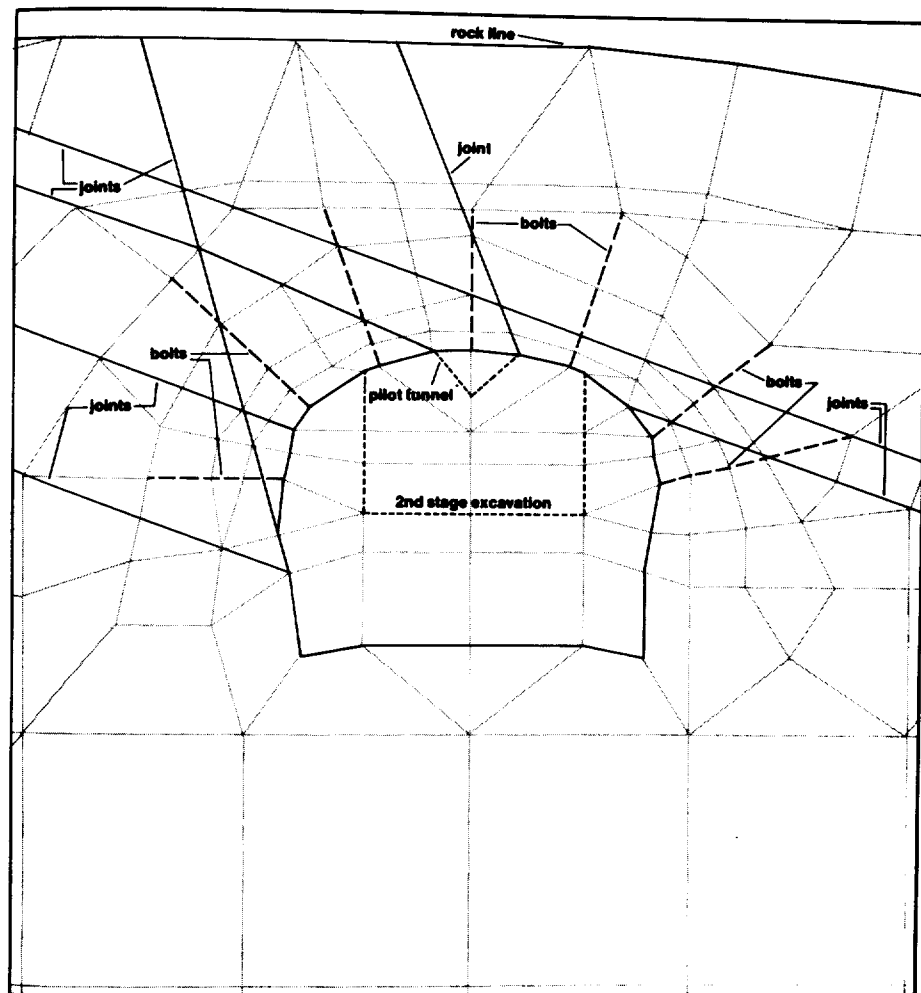 rock line
joint
joints
bolts
bolts
pilot tunnel
bolts
joints
joints
2nd stage excavation